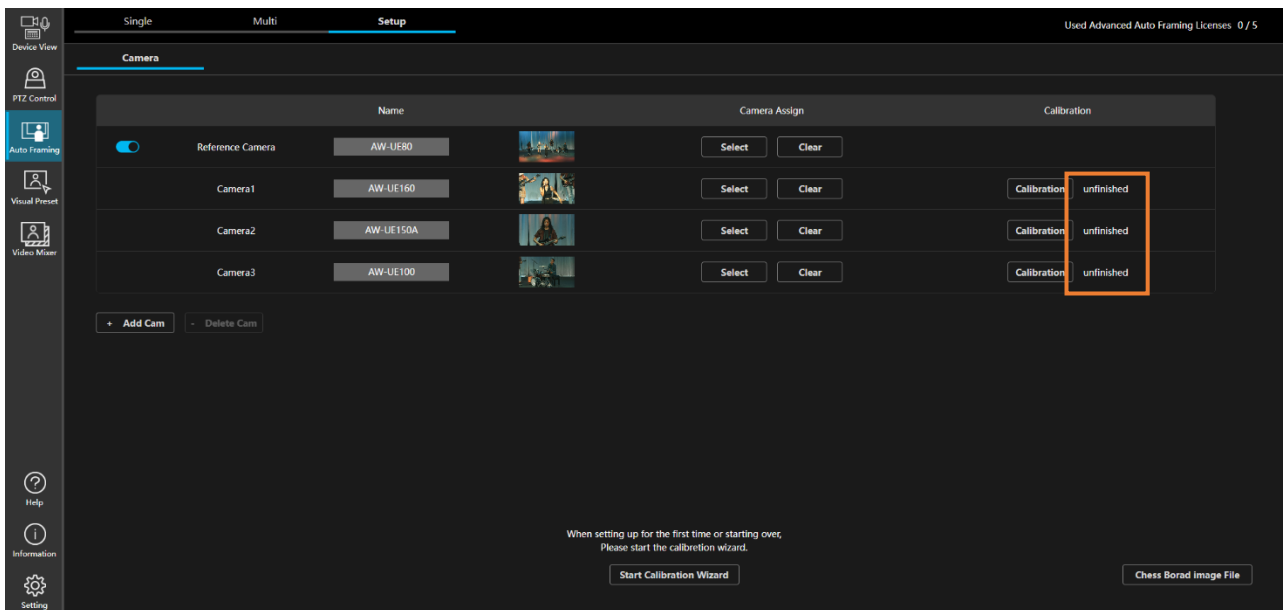 Single Multi Setup Used Advanced Auto Framing Licenses 0 / 5
Device View
Camera
PTZ Control
Name Camera Assign Calibration
Auto Framing
Reference Camera AW-UE80 Select Clear
Camera1 AW-UE160 Select Clear Calibration unfinished
Visual Preset
Camera2 AW-UE150A Select Clear Calibration unfinished
Video Mixer
Camera3 AW-UE100 Select Clear Calibration unfinished
+ Add Cam - Delete Cam
Help
When setting up for the first time or starting over,
Please start the calibretion wizard.
Information
Start Calibration Wizard Chess Borad image File
Setting